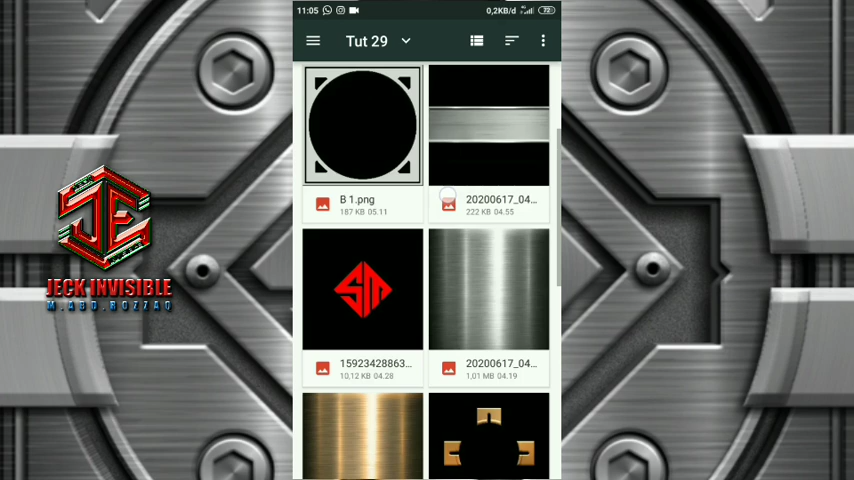 11:05
0,2KB/d
72
Tut 29
B 1.png
187 KB 05.11
20200617_04...
222 KB 04.55
JE
JECK INVISIBLE
M.ABD.ROZZAQ
15923428863...
10,12 KB 04.28
20200617_04...
1,01 MB 04.19